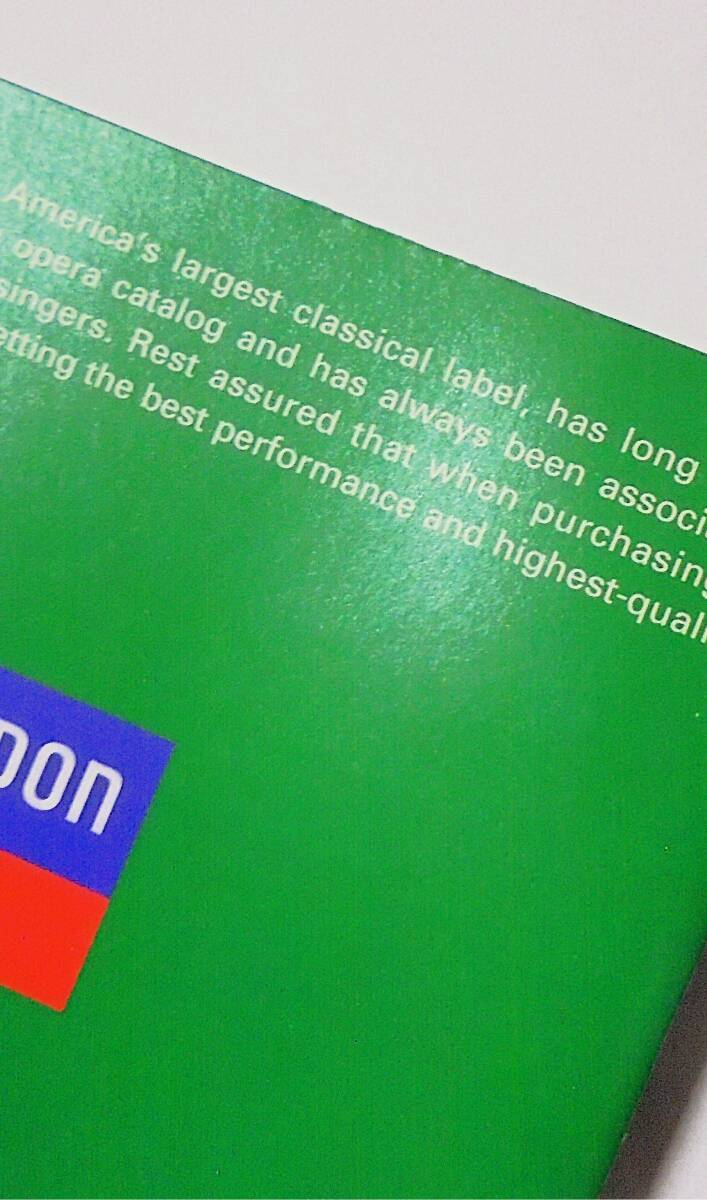 America's largest classical label, has long
opera catalog and has always been associ
singers. Rest assured that when purchasing
etting the best performance and highest-quali
DON